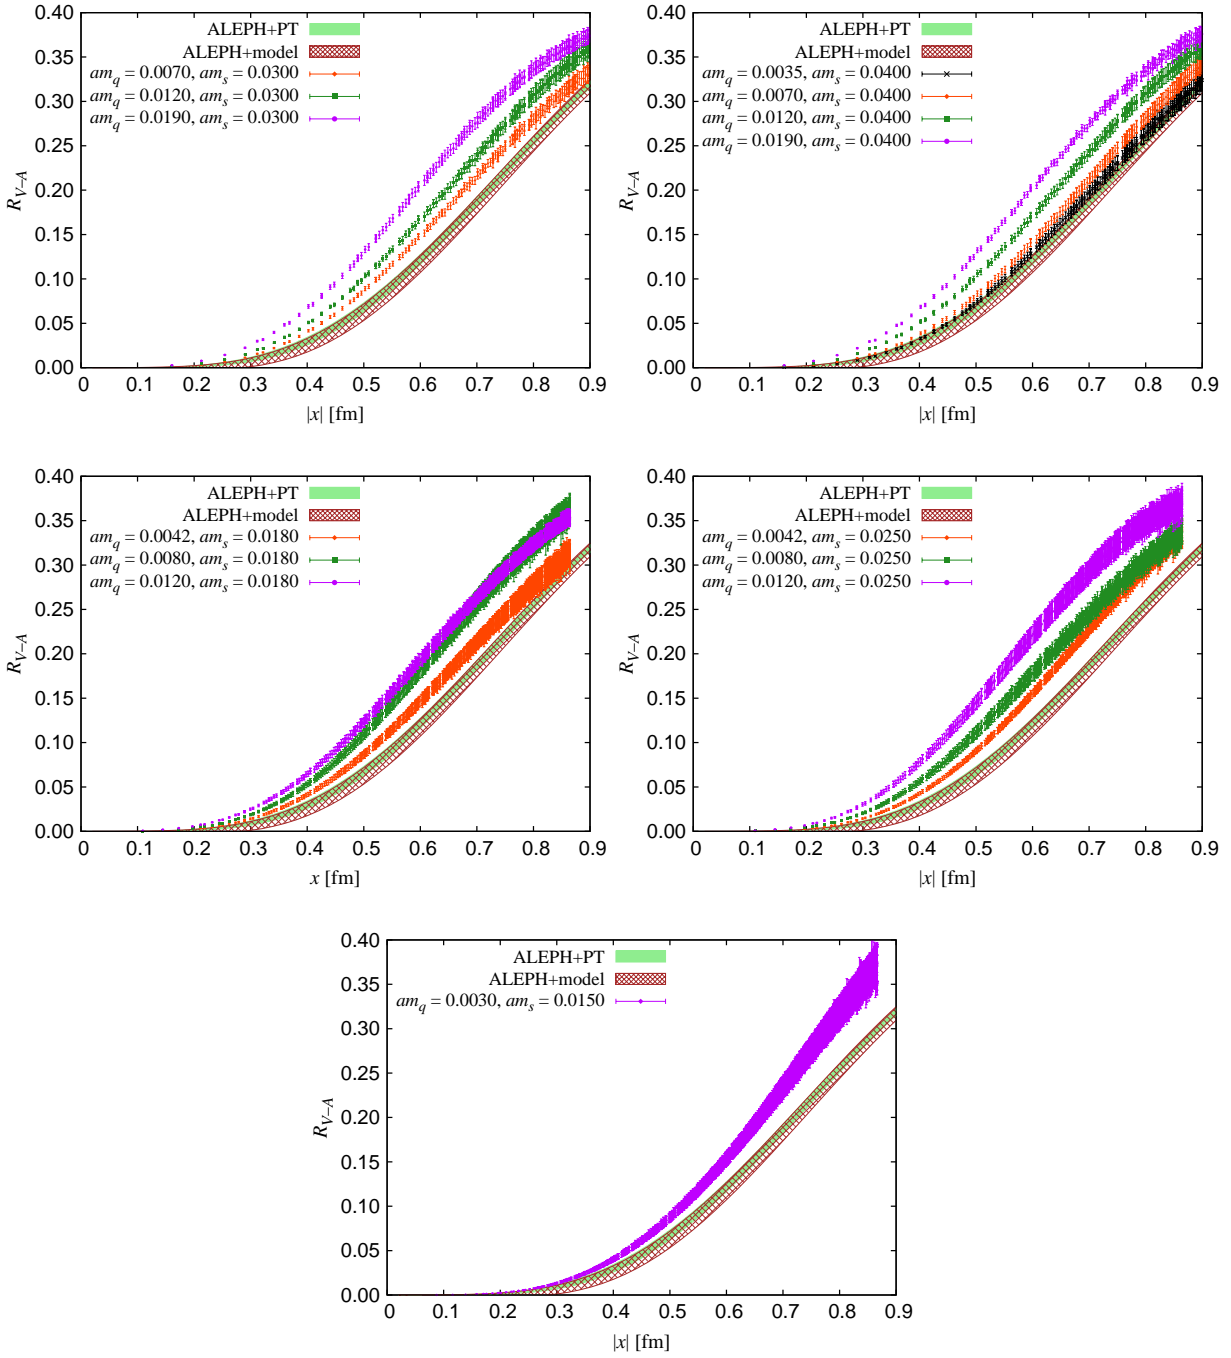 0.40
0.35
0.30
0.25
0.20
0.15
0.10
0.05
0.00
R_{V−A}
ALEPH+PT
ALEPH+model
am_q = 0.0070, am_s = 0.0300
am_q = 0.0120, am_s = 0.0300
am_q = 0.0190, am_s = 0.0300
0 0.1 0.2 0.3 0.4 0.5 0.6 0.7 0.8 0.9
|x| [fm]
0.40
0.35
0.30
0.25
0.20
0.15
0.10
0.05
0.00
R_{V−A}
ALEPH+PT
ALEPH+model
am_q = 0.0035, am_s = 0.0400
am_q = 0.0070, am_s = 0.0400
am_q = 0.0120, am_s = 0.0400
am_q = 0.0190, am_s = 0.0400
0 0.1 0.2 0.3 0.4 0.5 0.6 0.7 0.8 0.9
|x| [fm]
0.40
0.35
0.30
0.25
0.20
0.15
0.10
0.05
0.00
R_{V−A}
ALEPH+PT
ALEPH+model
am_q = 0.0042, am_s = 0.0180
am_q = 0.0080, am_s = 0.0180
am_q = 0.0120, am_s = 0.0180
0 0.1 0.2 0.3 0.4 0.5 0.6 0.7 0.8 0.9
x [fm]
0.40
0.35
0.30
0.25
0.20
0.15
0.10
0.05
0.00
R_{V−A}
ALEPH+PT
ALEPH+model
am_q = 0.0042, am_s = 0.0250
am_q = 0.0080, am_s = 0.0250
am_q = 0.0120, am_s = 0.0250
0 0.1 0.2 0.3 0.4 0.5 0.6 0.7 0.8 0.9
|x| [fm]
0.40
0.35
0.30
0.25
0.20
0.15
0.10
0.05
0.00
R_{V−A}
ALEPH+PT
ALEPH+model
am_q = 0.0030, am_s = 0.0150
0 0.1 0.2 0.3 0.4 0.5 0.6 0.7 0.8 0.9
|x| [fm]